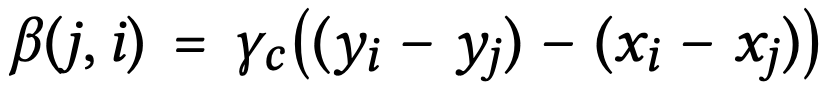 β(j, i) = γ_c((y_i − y_j) − (x_i − x_j))